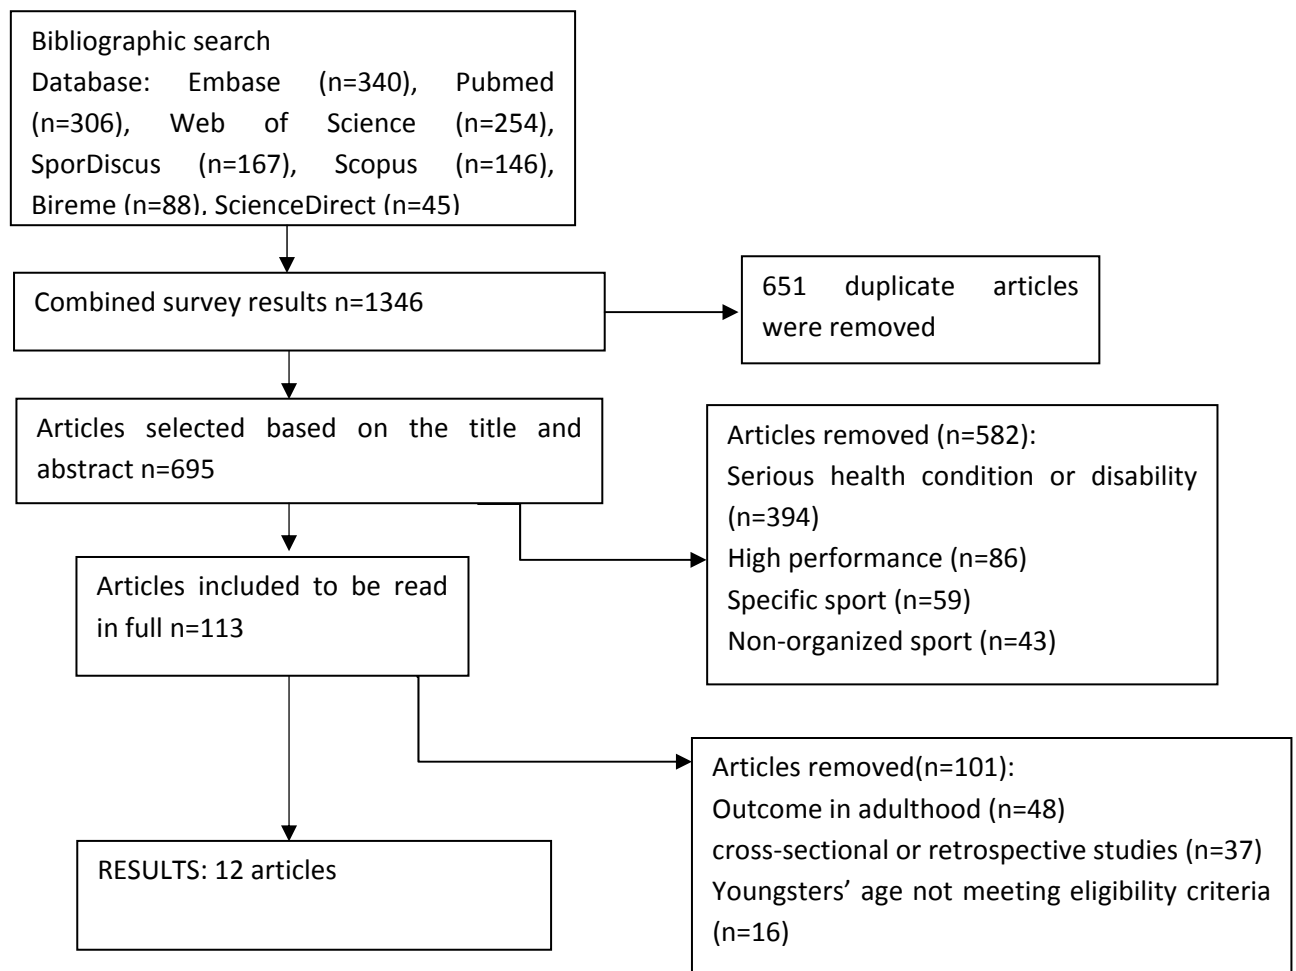 Bibliographic search
Database: Embase (n=340), Pubmed
(n=306), Web of Science (n=254),
SporDiscus (n=167), Scopus (n=146),
Bireme (n=88), ScienceDirect (n=45)
Combined survey results n=1346
651 duplicate articles
were removed
Articles selected based on the title and
abstract n=695
Articles removed (n=582):
Serious health condition or disability
(n=394)
High performance (n=86)
Specific sport (n=59)
Non-organized sport (n=43)
Articles included to be read
in full n=113
Articles removed(n=101):
Outcome in adulthood (n=48)
cross-sectional or retrospective studies (n=37)
Youngsters’ age not meeting eligibility criteria
(n=16)
RESULTS: 12 articles